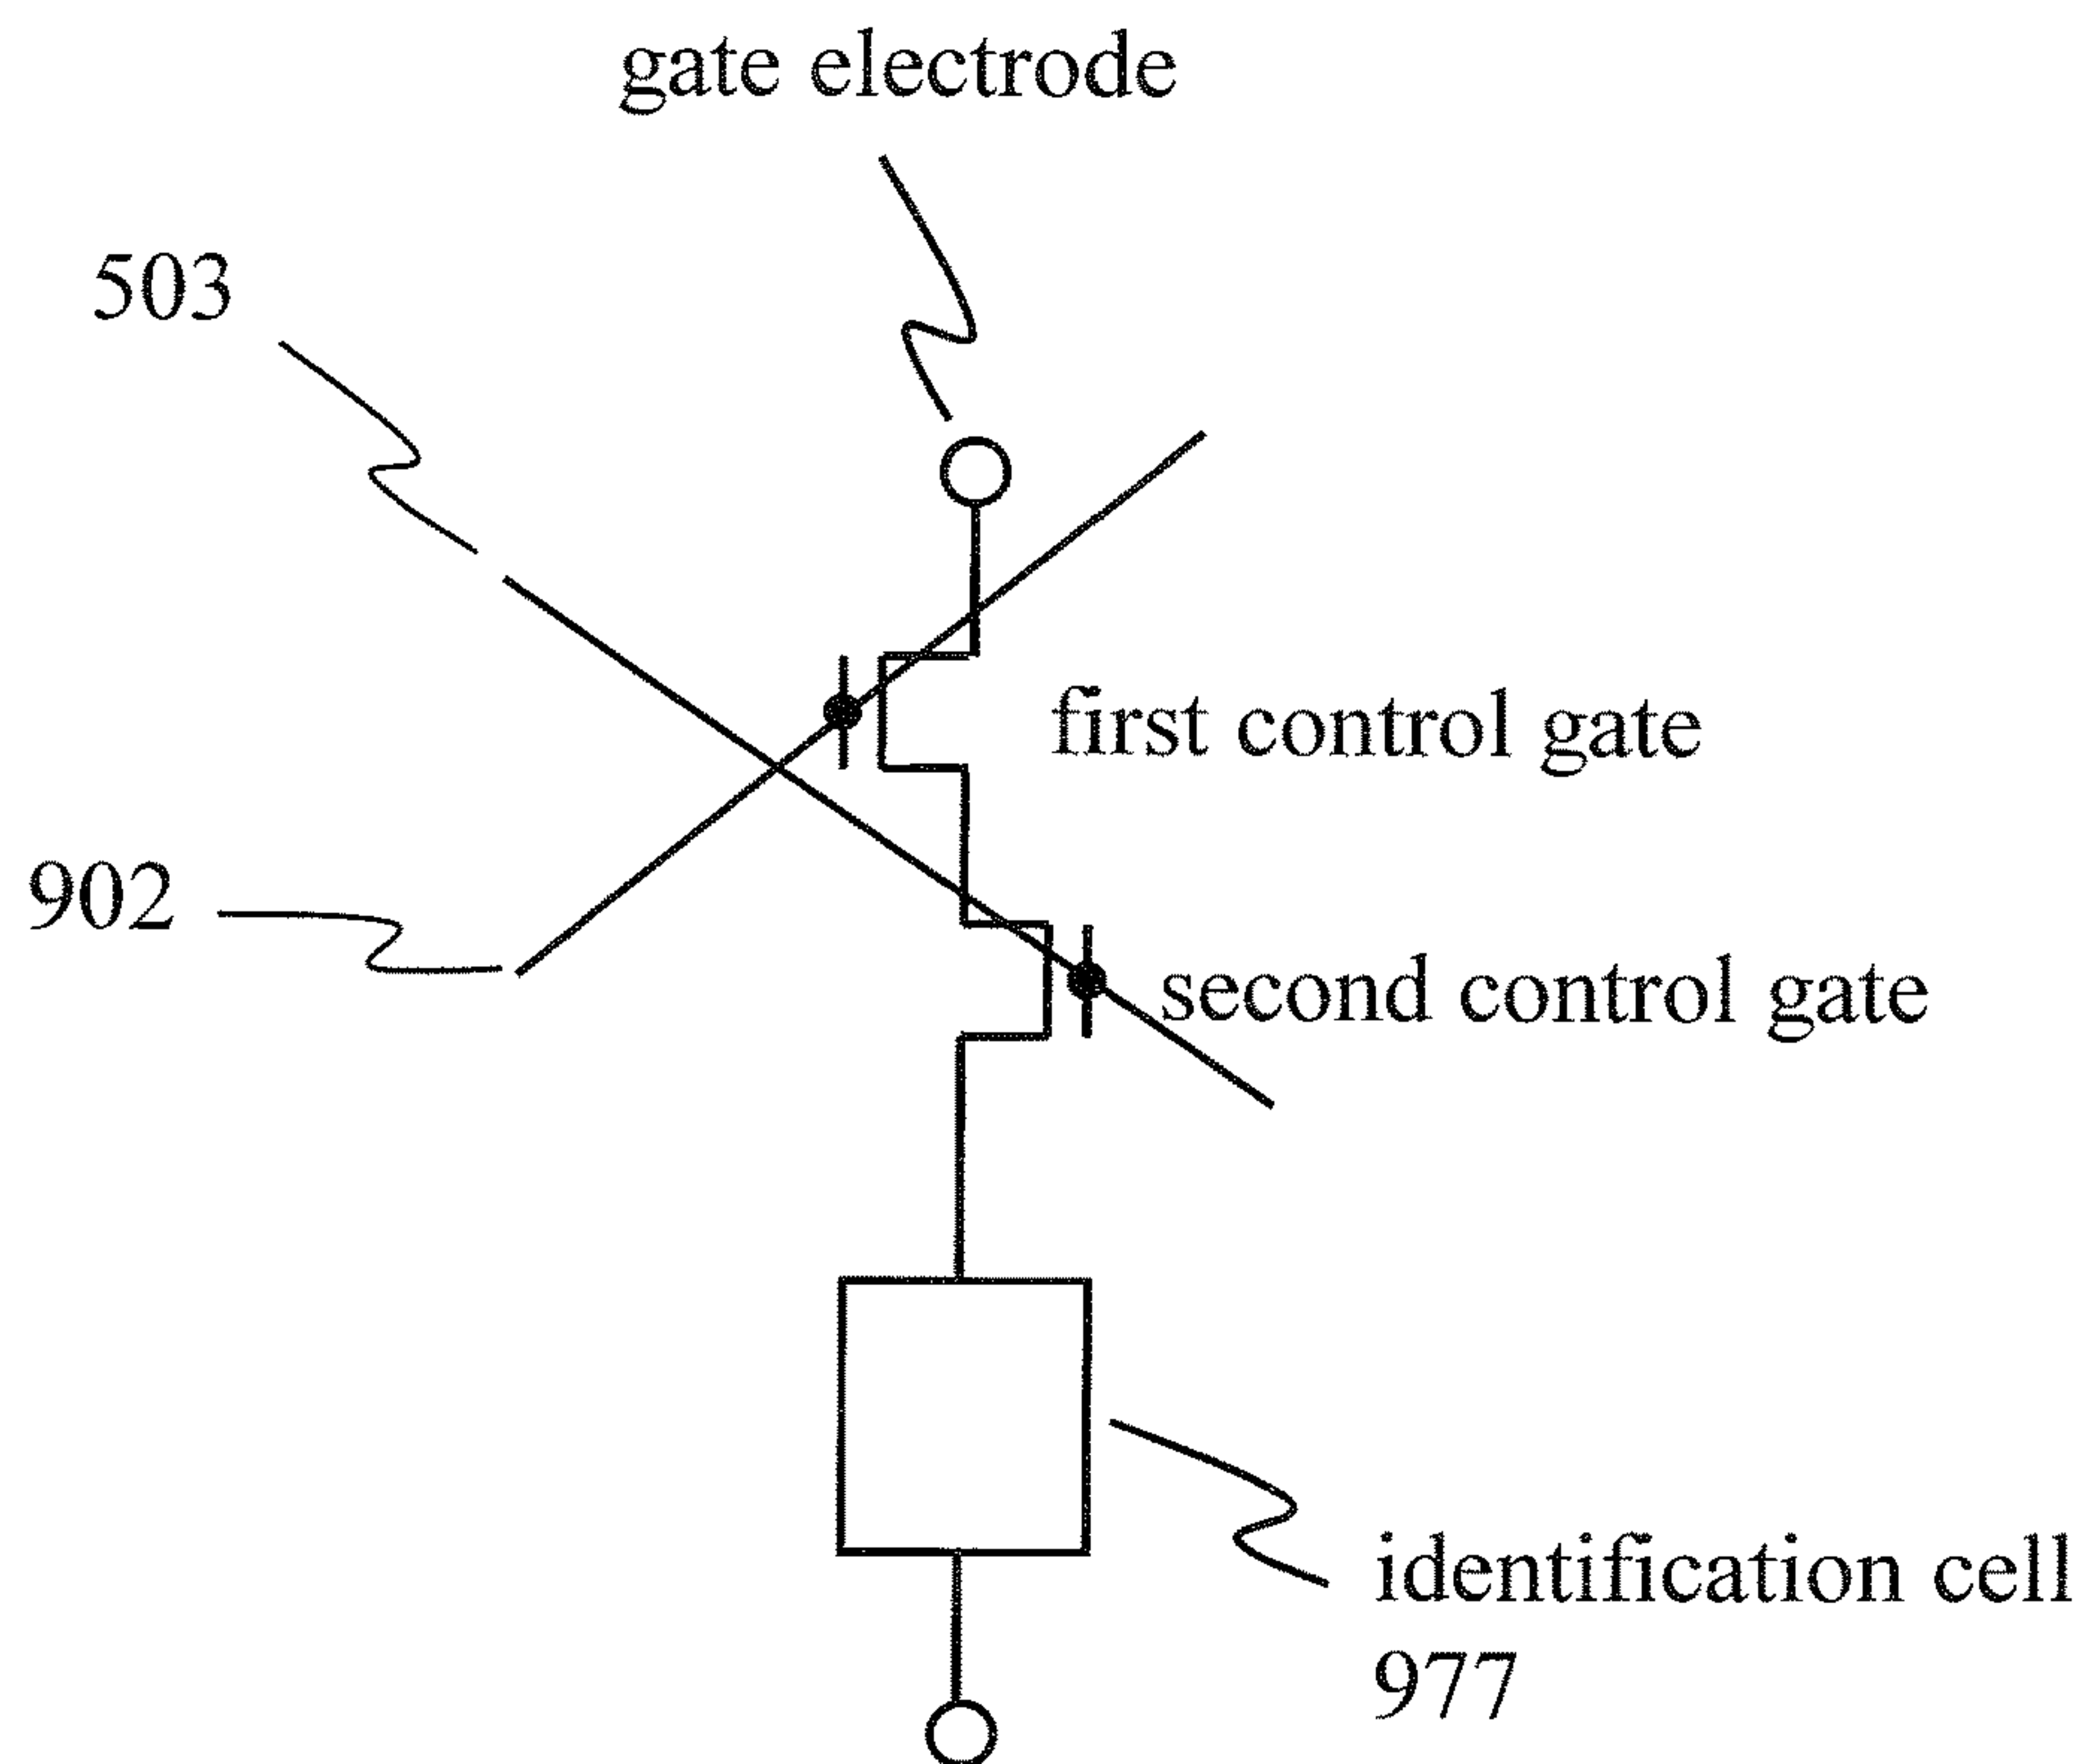 gate electrode
503
first control gate
902
second control gate
identification cell
977